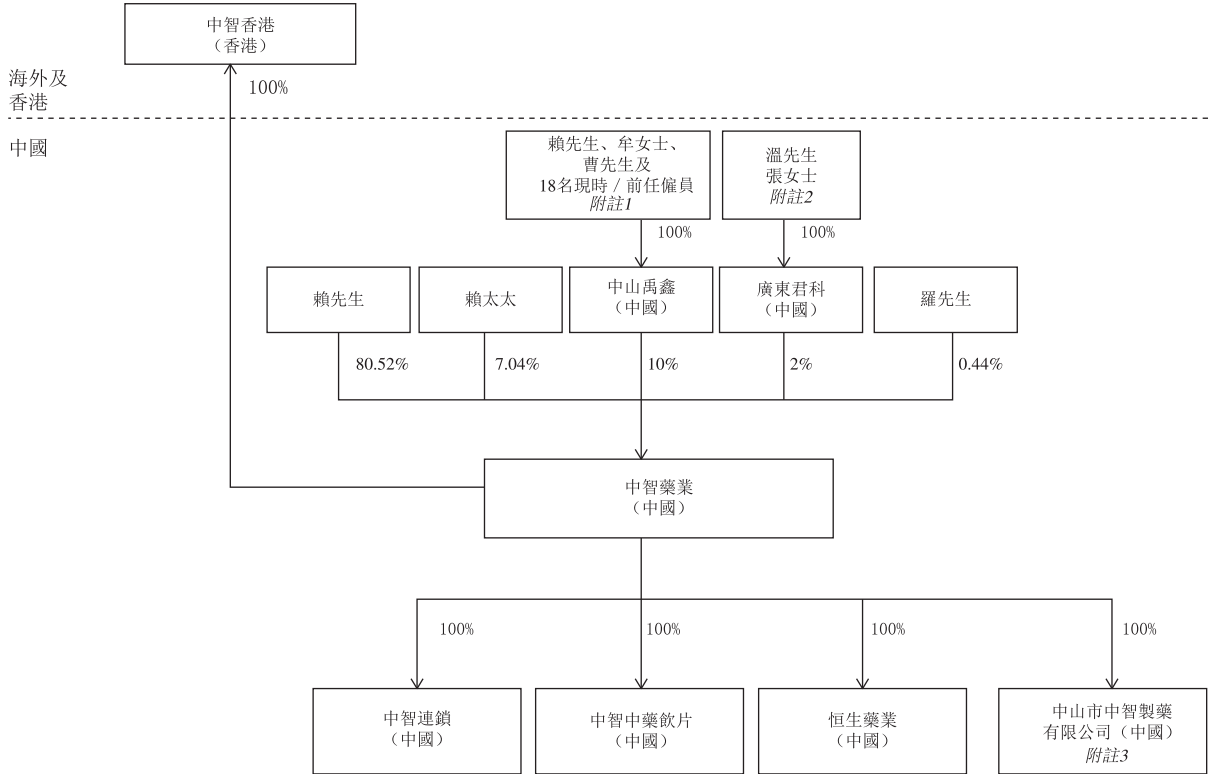 中智香港
（香港）
100%
海外及
香港
中國
賴先生、牟女士、
曹先生及
18名現時／前任僱員
附註1
溫先生
張女士
附註2
100%
100%
賴先生
賴太太
中山禹鑫
（中國）
廣東君科
（中國）
羅先生
80.52%
7.04%
10%
2%
0.44%
中智藥業
（中國）
100%
100%
100%
100%
中智連鎖
（中國）
中智中藥飲片
（中國）
恒生藥業
（中國）
中山市中智製藥
有限公司（中國）
附註3